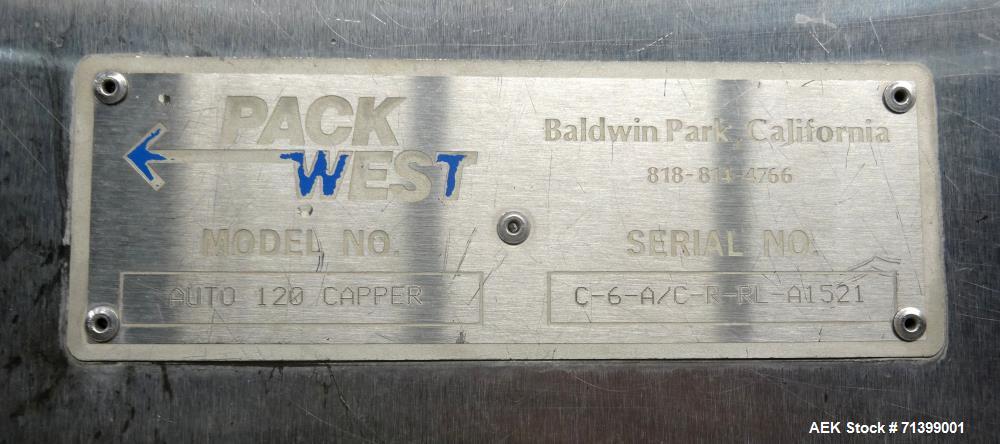 PACK
WEST
Baldwin Park, California
818-814-4766
MODEL NO.
SERIAL NO.
AUTO 120 CAPPER
C-6-A/C-R-RL-A1521
AEK Stock #71399001